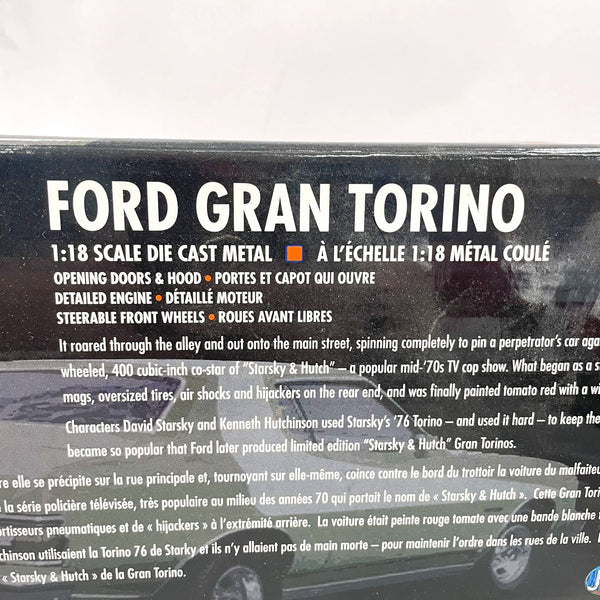 FORD GRAN TORINO
1:18 SCALE DIE CAST METAL ■ À L'ÉCHELLE 1:18 MÉTAL COULÉ
OPENING DOORS & HOOD • PORTES ET CAPOT QUI OUVRE
DETAILED ENGINE • DÉTAILLÉ MOTEUR
STEERABLE FRONT WHEELS • ROUES AVANT LIBRES
It roared through the alley and out onto the main street, spinning completely to pin a perpetrator's car aga
wheeled, 400 cubic-inch co-star of "Starsky & Hutch" – a popular mid-'70s TV cop show. What began as a s
mags, oversized tires, air shocks and hijackers on the rear end, and was finally painted tomato red with a wi
Characters David Starsky and Kenneth Hutchinson used Starsky's '76 Torino – and used it hard – to keep the
became so popular that Ford later produced limited edition "Starsky & Hutch" Gran Torinos.
re elle se précipite sur la rue principale et, tournoyant sur elle-même, coince contre le bord du trottoir la voiture du malfaiteu
la série policière télévisée, très populaire au milieu des années 70 qui portait le nom de « Starsky & Hutch ». Cette Gran Tori
ortisseurs pneumatiques et de « hijackers » à l'extrémité arrière. La voiture était peinte rouge tomate avec une bande blanche
tchinson utilisaient la Torino 76 de Starky et ils n'y allaient pas de main morte – pour maintenir l'ordre dans les rues de la ville.
« Starsky & Hutch » de la Gran Torino.